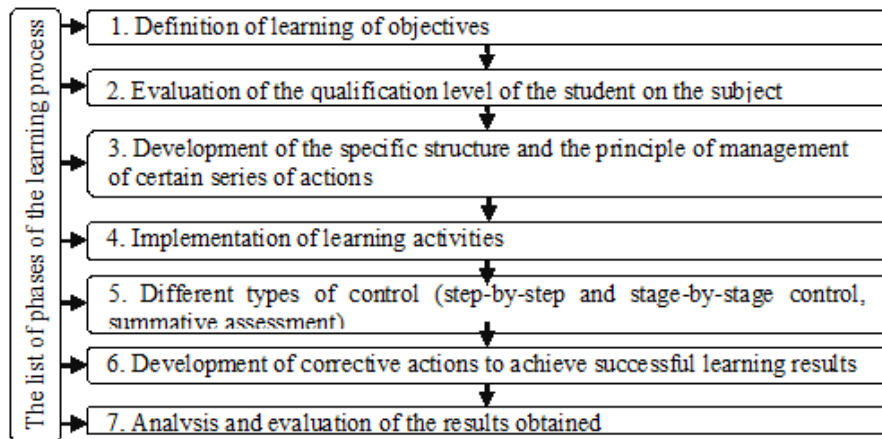 The list of phases of the learning process
1. Definition of learning of objectives
2. Evaluation of the qualification level of the student on the subject
3. Development of the specific structure and the principle of management
of certain series of actions
4. Implementation of learning activities
5. Different types of control (step-by-step and stage-by-stage control,
summative assessment)
6. Development of corrective actions to achieve successful learning results
7. Analysis and evaluation of the results obtained